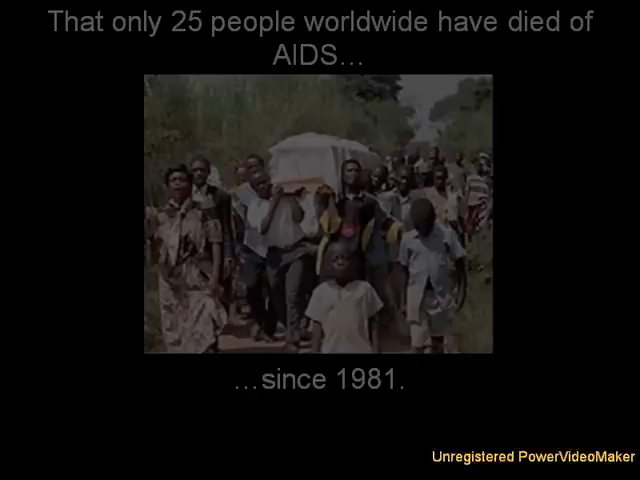 That only 25 people worldwide have died of
AIDS...
...since 1981.
Unregistered PowerVideoMaker